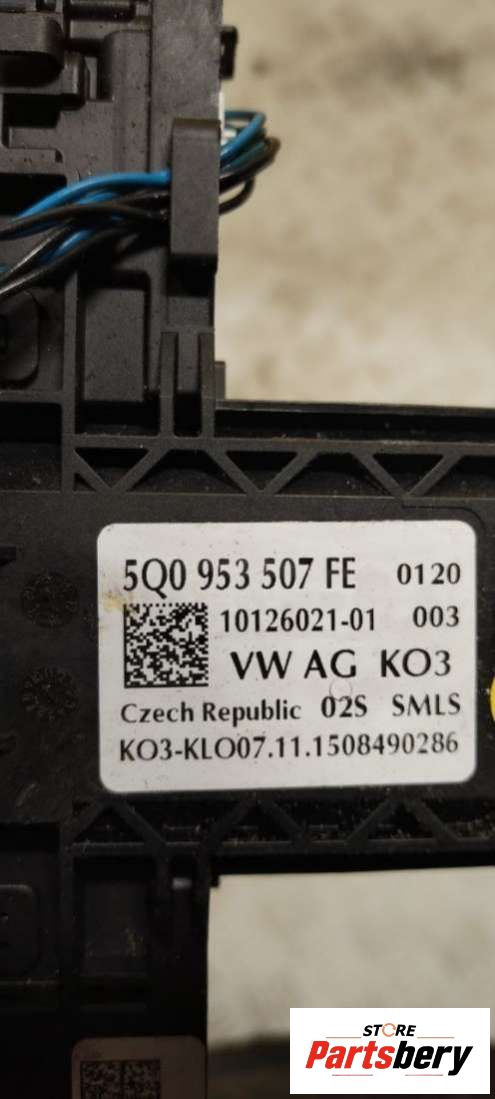 5Q0 953 507 FE 0120
10126021-01 003
VW AG KO3
Czech Republic 02S SMLS
KO3-KLO07.11.1508490286
STORE
Partsbery